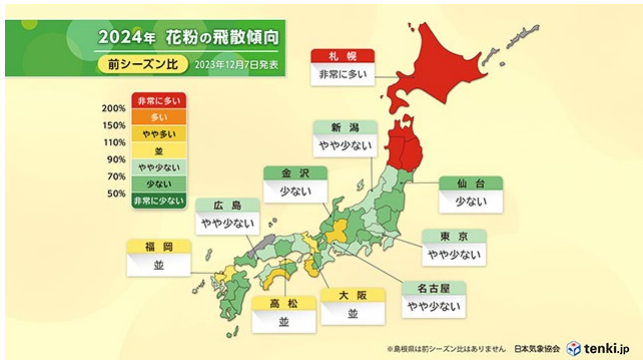 2024年 花粉の飛散傾向
前シーズン比 2023年12月7日発表
200%
150%
110%
90%
70%
50%
非常に多い
多い
やや多い
並
やや少ない
少ない
非常に少ない
札幌
非常に多い
新潟
やや少ない
金沢
少ない
仙台
少ない
広島
やや少ない
東京
やや少ない
福岡
並
名古屋
やや少ない
高松
並
大阪
並
※島根県は前シーズン比はありません 日本気象協会 tenki.jp